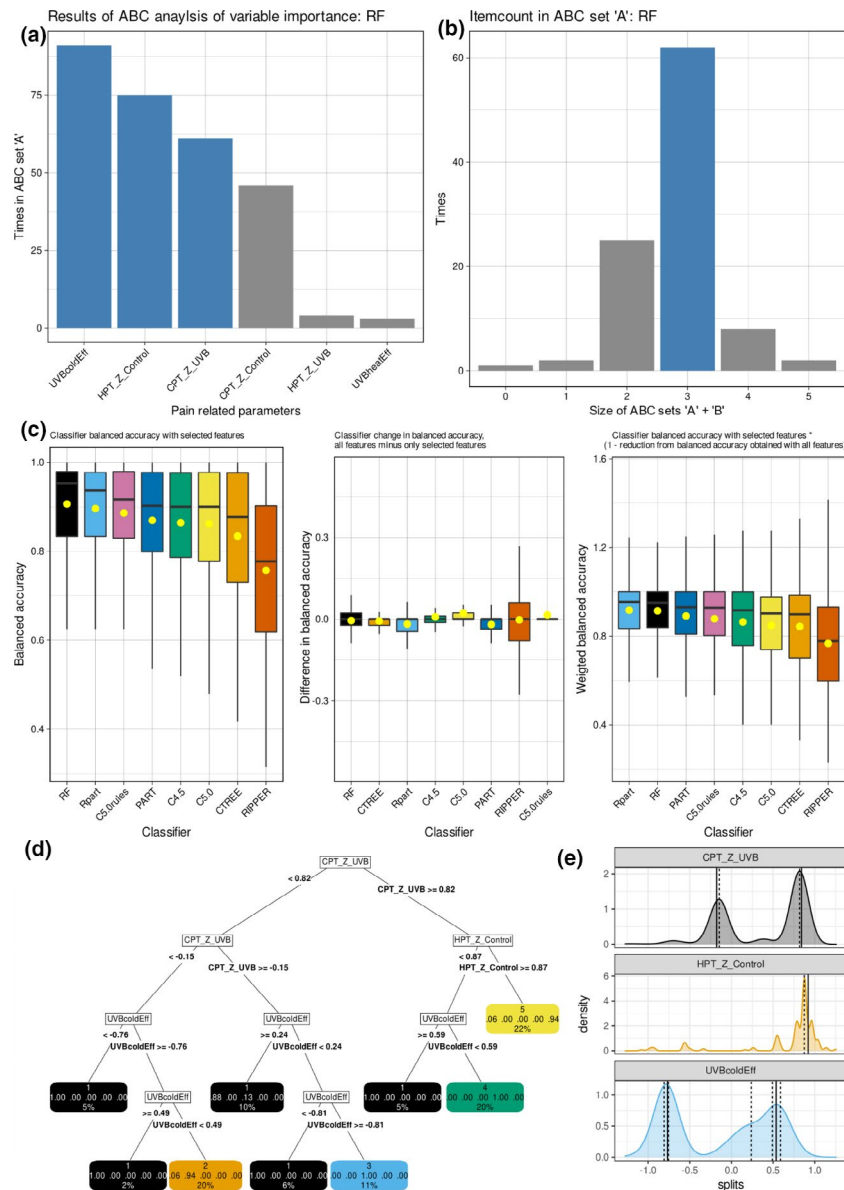 Results of ABC anaylsis of variable importance: RF
(a)
Times in ABC set 'A'
75
50
25
0
UVBcoldEff
HPT_Z_Control
CPT_Z_UVB
CPT_Z_Control
HPT_Z_UVB
UVBheatEff
Pain related parameters
Itemcount in ABC set 'A': RF
(b)
Times
60
40
20
0
0 1 2 3 4 5
Size of ABC sets 'A' + 'B'
(c)
Classifier balanced accuracy with selected features
Balanced accuracy
1.0
0.8
0.6
0.4
RF
Rpart
C5.0rules
PART
C4.5
C5.0
CTREE
RIPPER
Classifier
Classifier change in balanced accuracy,
all features minus only selected features
Difference in balanced accuracy
0.3
0.0
-0.3
RF
CTREE
Rpart
C4.5
C5.0
PART
RIPPER
C5.0rules
Classifier
Classifier balanced accuracy with selected features *
(1 - reduction from balanced accuracy obtained with all features)
Weigted balanced accuracy
1.6
1.2
0.8
0.4
Rpart
RF
PART
C5.0rules
C4.5
C5.0
CTREE
RIPPER
Classifier
(d)
CPT_Z_UVB
< 0.82
CPT_Z_UVB >= 0.82
CPT_Z_UVB
HPT_Z_Control
< -0.15
CPT_Z_UVB >= -0.15
< 0.87
HPT_Z_Control >= 0.87
UVBcoldEff
UVBcoldEff
UVBcoldEff
5
.06 .00 .00 .00 .94
22%
< -0.76
UVBcoldEff >= -0.76
>= 0.24
UVBcoldEff < 0.24
>= 0.59
UVBcoldEff < 0.59
1
1.00 .00 .00 .00 .00
5%
UVBcoldEff
1
.88 .00 .13 .00 .00
10%
UVBcoldEff
1
1.00 .00 .00 .00 .00
5%
4
.00 .00 .00 1.00 .00
20%
>= 0.49
UVBcoldEff < 0.49
< -0.81
UVBcoldEff >= -0.81
1
1.00 .00 .00 .00 .00
2%
2
.06 .94 .00 .00 .00
20%
1
1.00 .00 .00 .00 .00
6%
3
.00 .00 1.00 .00 .00
11%
(e)
CPT_Z_UVB
2
1
0
HPT_Z_Control
density
6
4
2
0
UVBcoldEff
1.0
0.5
0.0
-1.0 -0.5 0.0 0.5 1.0
splits